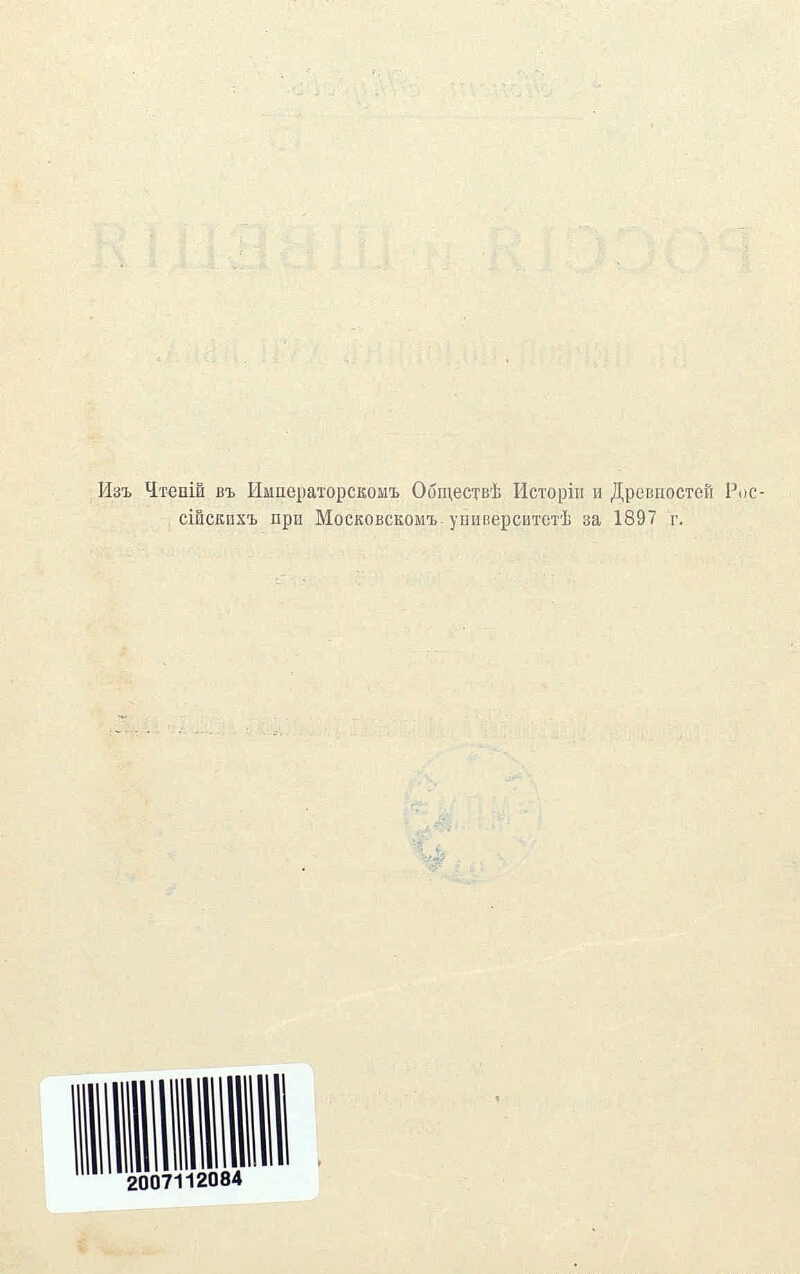 Изъ Чтеній въ Императорскомъ Обществѣ Исторіи и Древностей Рос-
сійскихъ при Московскомъ университетѣ за 1897 г.
2007112084